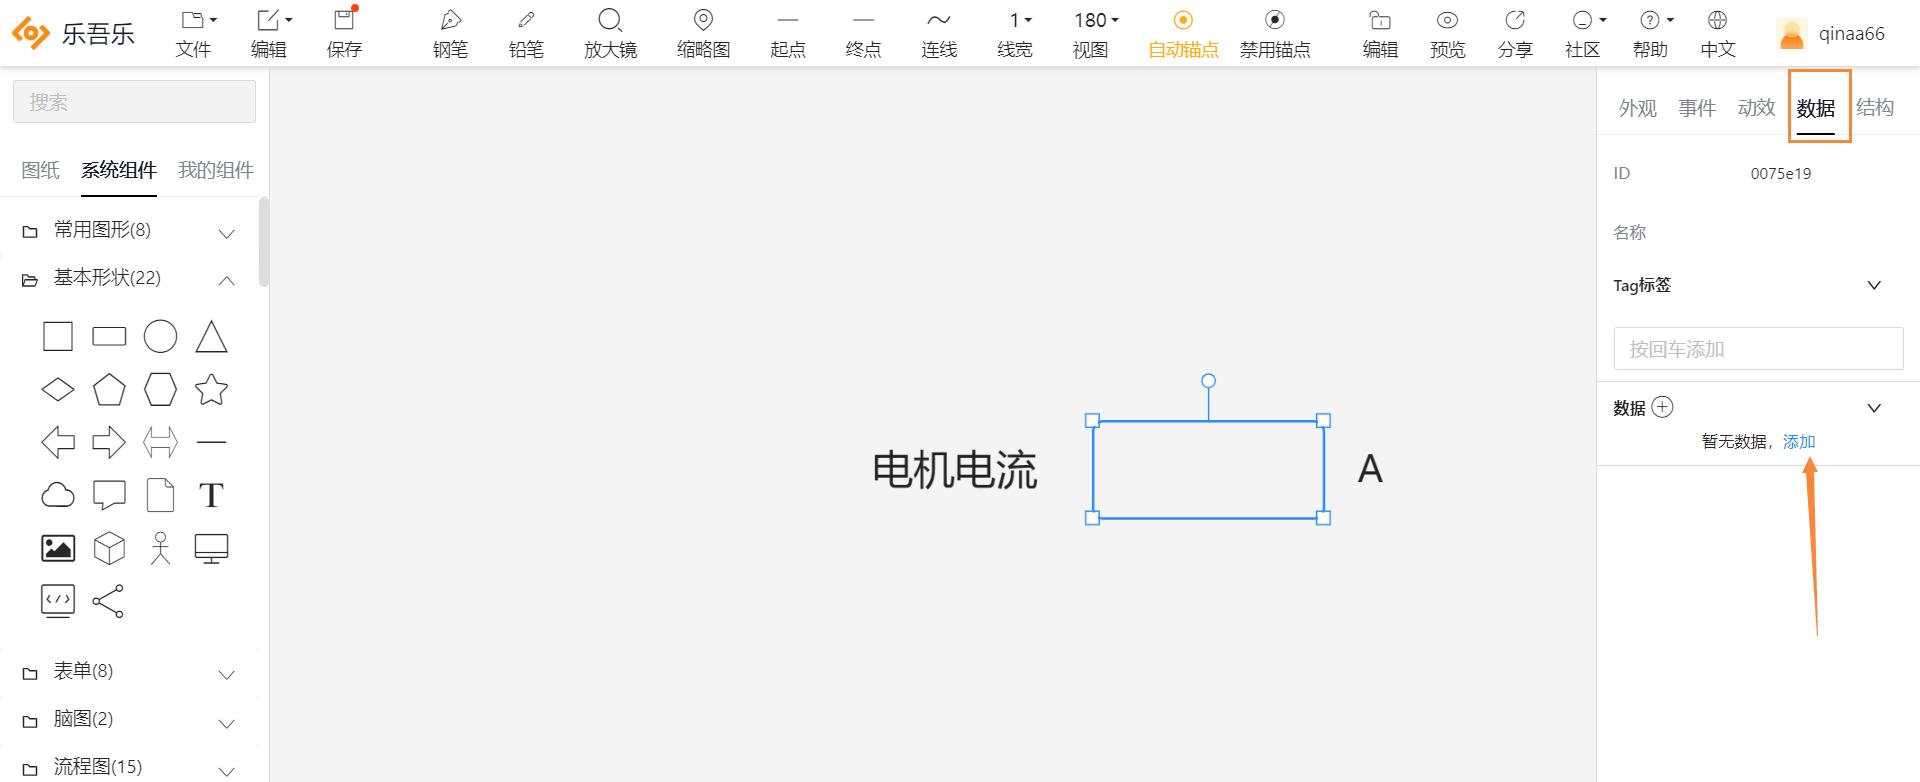 乐吾乐
文件
编辑
保存
钢笔
铅笔
放大镜
缩略图
起点
终点
连线
1
线宽
180
视图
自动锚点
禁用锚点
编辑
预览
分享
社区
帮助
中文
qinaa66
搜索
图纸
系统组件
我的组件
常用图形(8)
基本形状(22)
T
表单(8)
脑图(2)
流程图(15)
电机电流
A
外观
事件
动效
数据
结构
ID
0075e19
名称
Tag标签
按回车添加
数据
暂无数据，添加